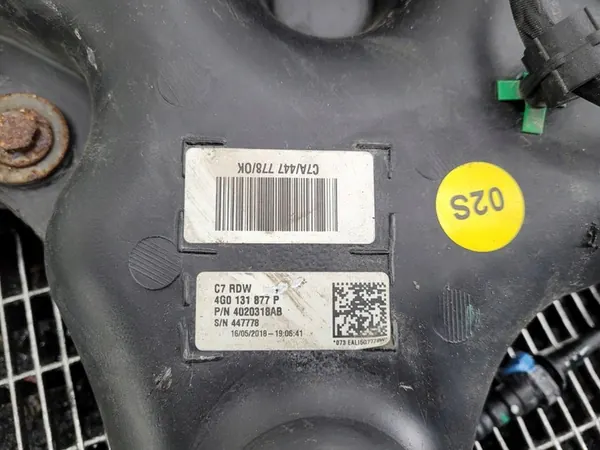 C7A/447 778/OK
02S
C7 RDW
4G0 131 877 P
P/N 4020318AB
S/N 447778
16/05/2018-19:06:41